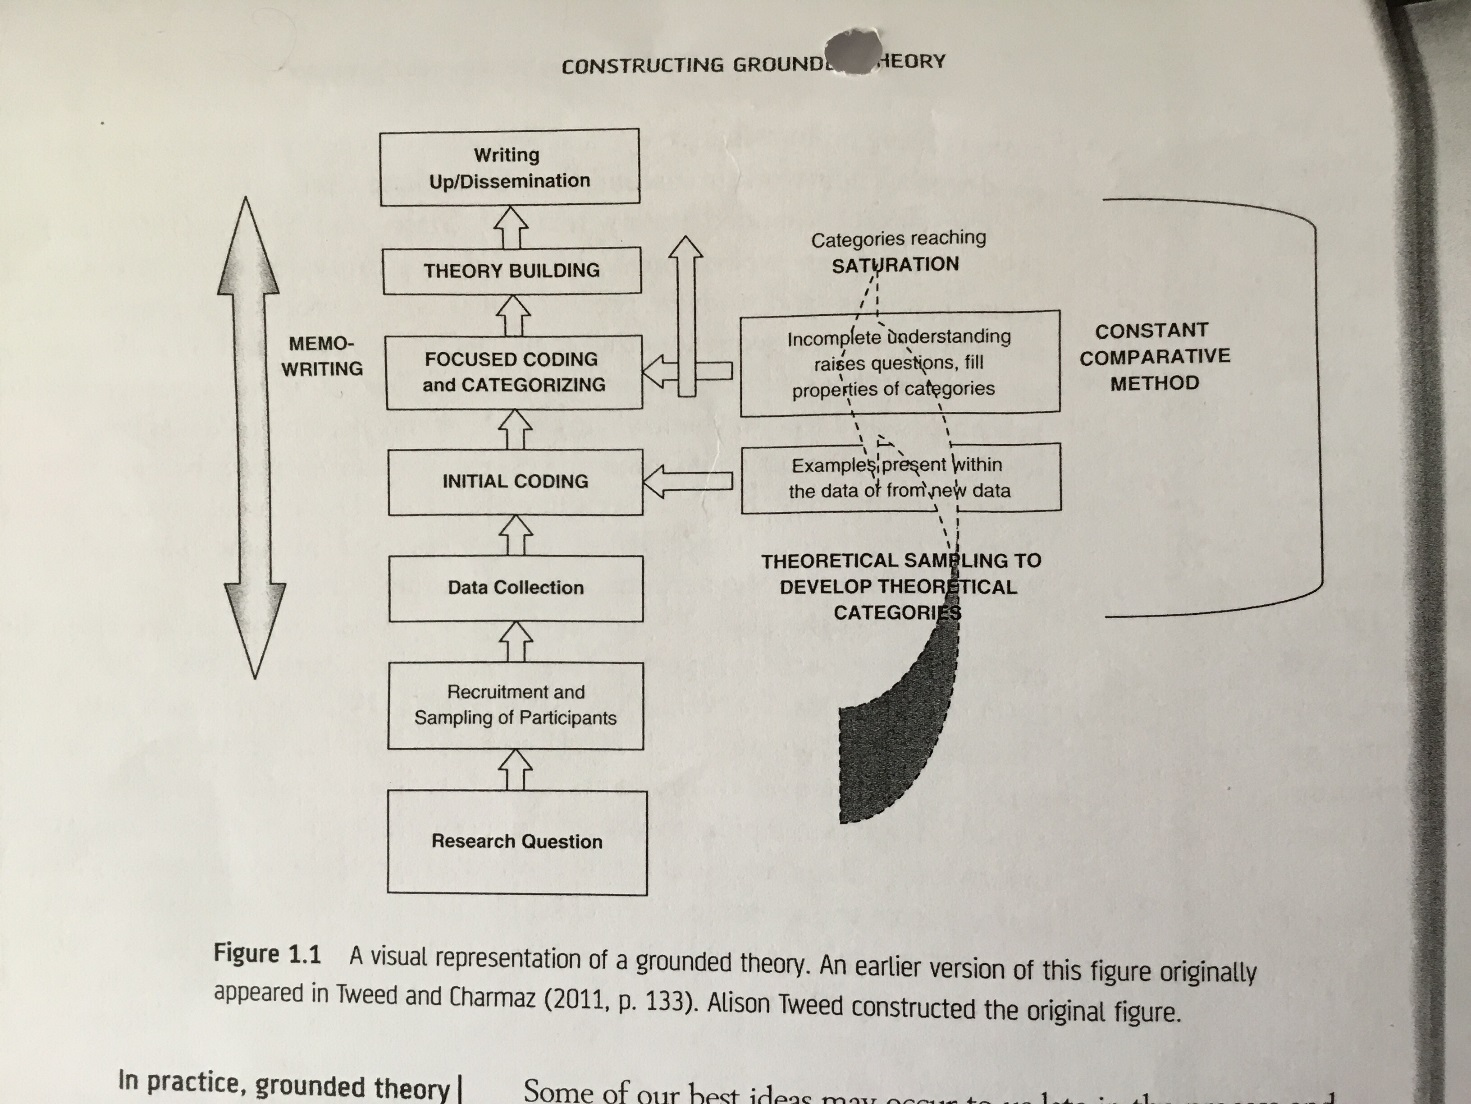 CONSTRUCTING HEORY
Writing
Up/Dissemination
THEORY BUILDING
FOCUSED CODING
and CATEGORIZING
INITIAL CODING
Data Collection
Recruitment and
Sampling of Participants
Research Question
MEMO-
WRITING
Categories reaching
SATURATION
Incomplete understanding
raises questions, fill
properties of categories
Examples present within
the data or from new data
THEORETICAL SAMPLING TO
DEVELOP THEORETICAL
CATEGORIES
CONSTANT
COMPARATIVE
METHOD
Figure 1.1 A visual representation of a grounded theory. An earlier version of this figure originally
appeared in Tweed and Charmaz (2011, p. 133). Alison Tweed constructed the original figure.
In practice, grounded theory
Some of our best ideas may occur to us late in the process and